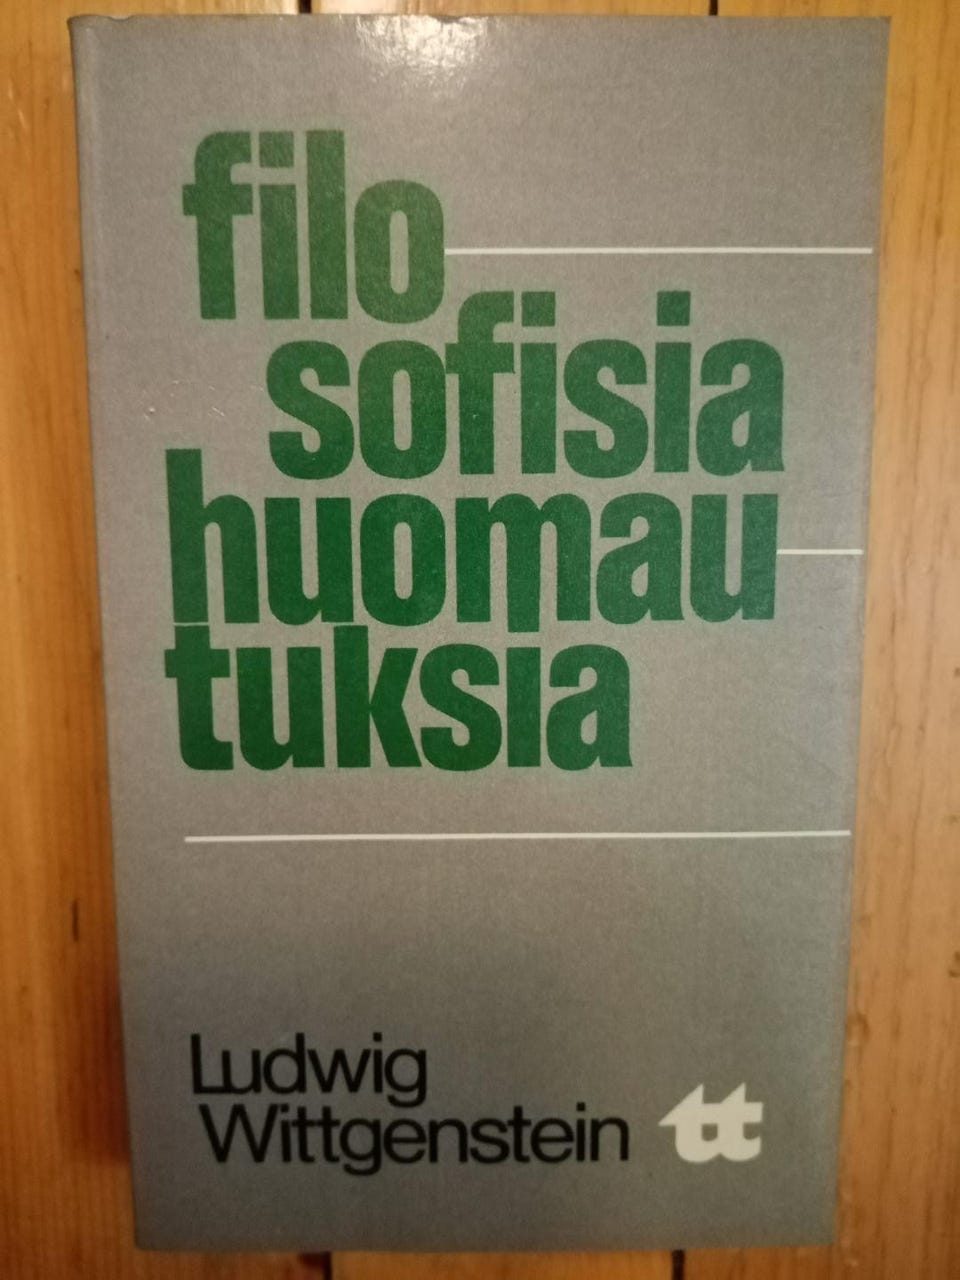 filo
sofisia
huomau
tuksia
Ludwig
Wittgenstein
tt